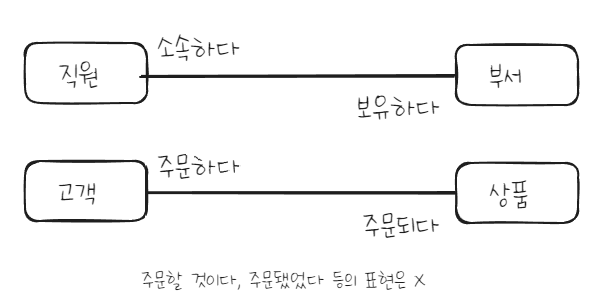 소속하다
직원
부서
보유하다
주문하다
고객
상품
주문되다
주문할 것이다, 주문됐었다 등의 표현은 X